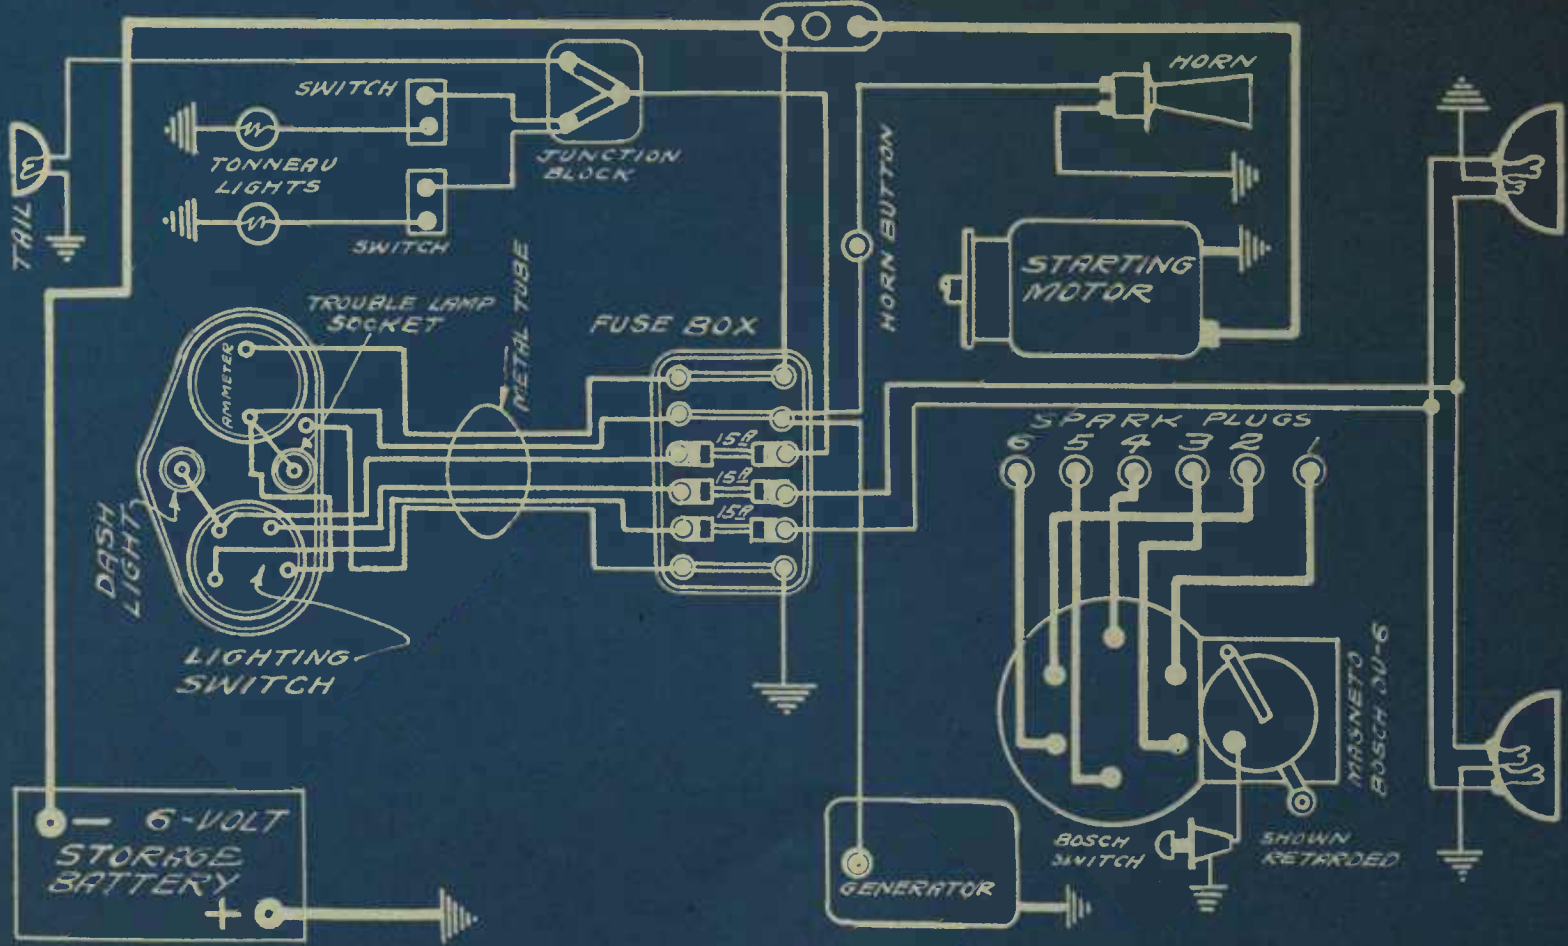 HORN
SWITCH
TONNEAU
LIGHTS
SWITCH
JUNCTION
BLOCK
TAIL
HORN BUTTON
STARTING
MOTOR
TROUBLE LAMP
SOCKET
METAL TUBE
FUSE BOX
AMMETER
15A
15A
15A
SPARK PLUGS
6 5 4 3 2 1
DASH
LIGHT
LIGHTING
SWITCH
MAGNETO
BOSCH DU-6
- 6-VOLT
STORAGE
BATTERY
+
GENERATOR
BOSCH
SWITCH
SHOWN
RETARDED